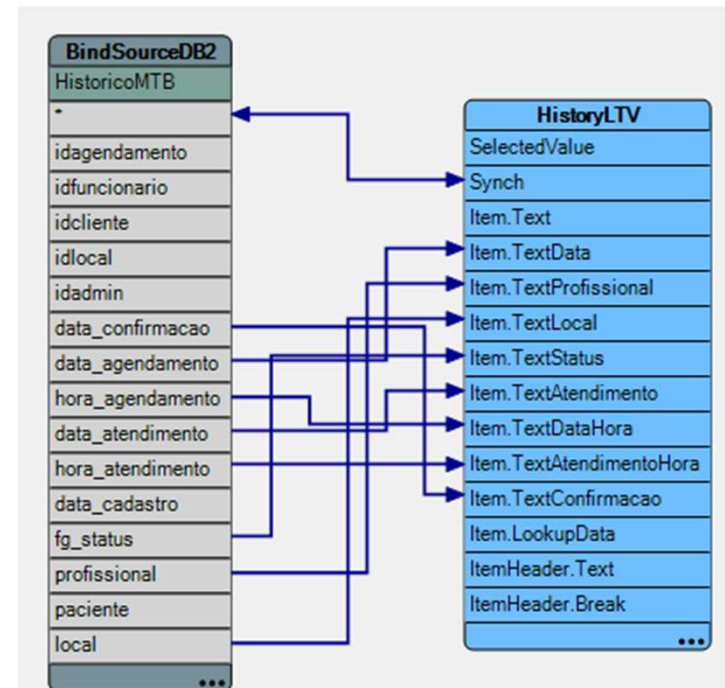 BindSourceDB2
HistoricoMTB
*
idagendamento
idfuncionario
idcliente
idlocal
idadmin
data_confirmacao
data_agendamento
hora_agendamento
data_atendimento
hora_atendimento
data_cadastro
fg_status
profissional
paciente
local
...
HistoryLTV
SelectedValue
Synch
Item.Text
Item.TextData
Item.TextProfissional
Item.TextLocal
Item.TextStatus
Item.TextAtendimento
Item.TextDataHora
Item.TextAtendimentoHora
Item.TextConfirmacao
Item.LookupData
ItemHeader.Text
ItemHeader.Break
...